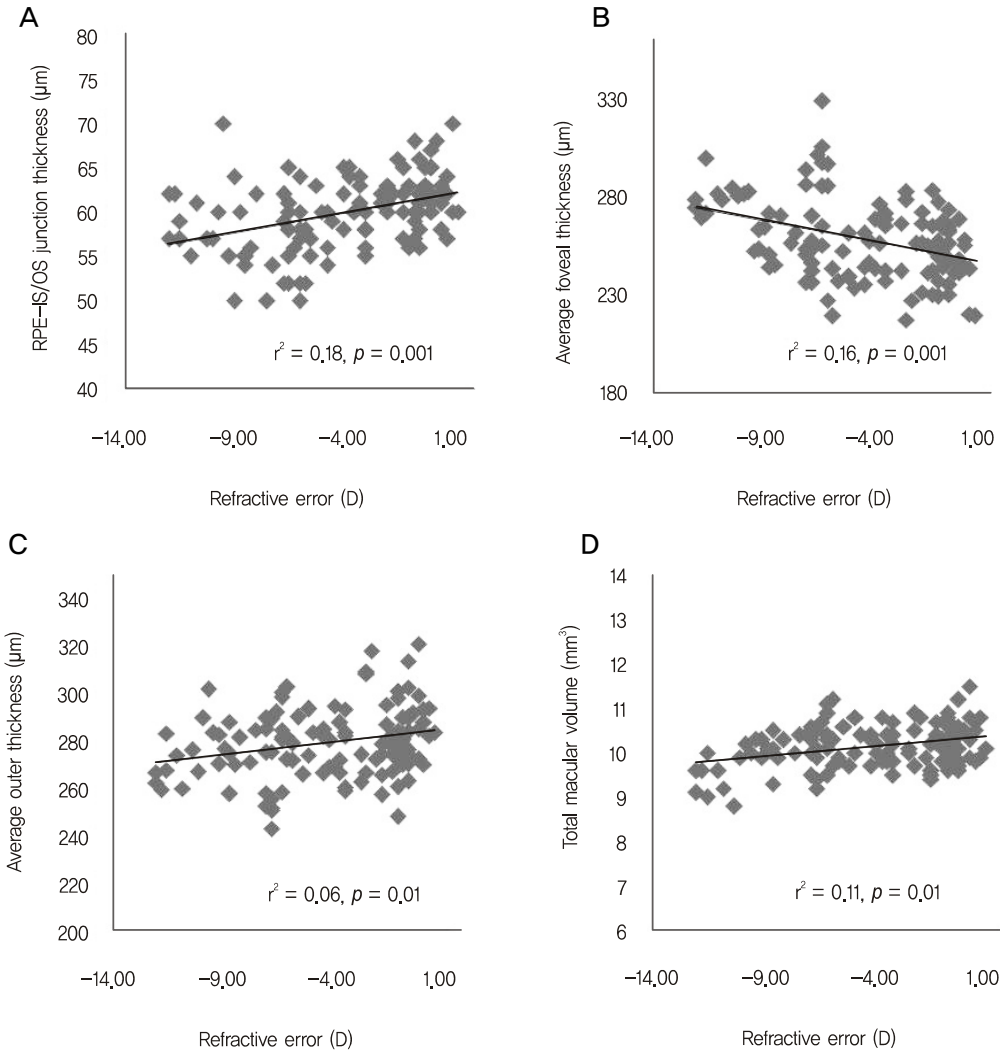 A
RPE-IS/OS junction thickness (μm)
80
75
70
65
60
55
50
45
40
r² = 0.18, p = 0.001
−14.00 −9.00 −4.00 1.00
Refractive error (D)
B
Average foveal thickness (μm)
330
280
230
180
r² = 0.16, p = 0.001
−14.00 −9.00 −4.00 1.00
Refractive error (D)
C
Average outer thickness (μm)
340
320
300
280
260
240
220
200
r² = 0.06, p = 0.01
−14.00 −9.00 −4.00 1.00
Refractive error (D)
D
Total macular volume (mm³)
14
13
12
11
10
9
8
7
6
r² = 0.11, p = 0.01
−14.00 −9.00 −4.00 1.00
Refractive error (D)